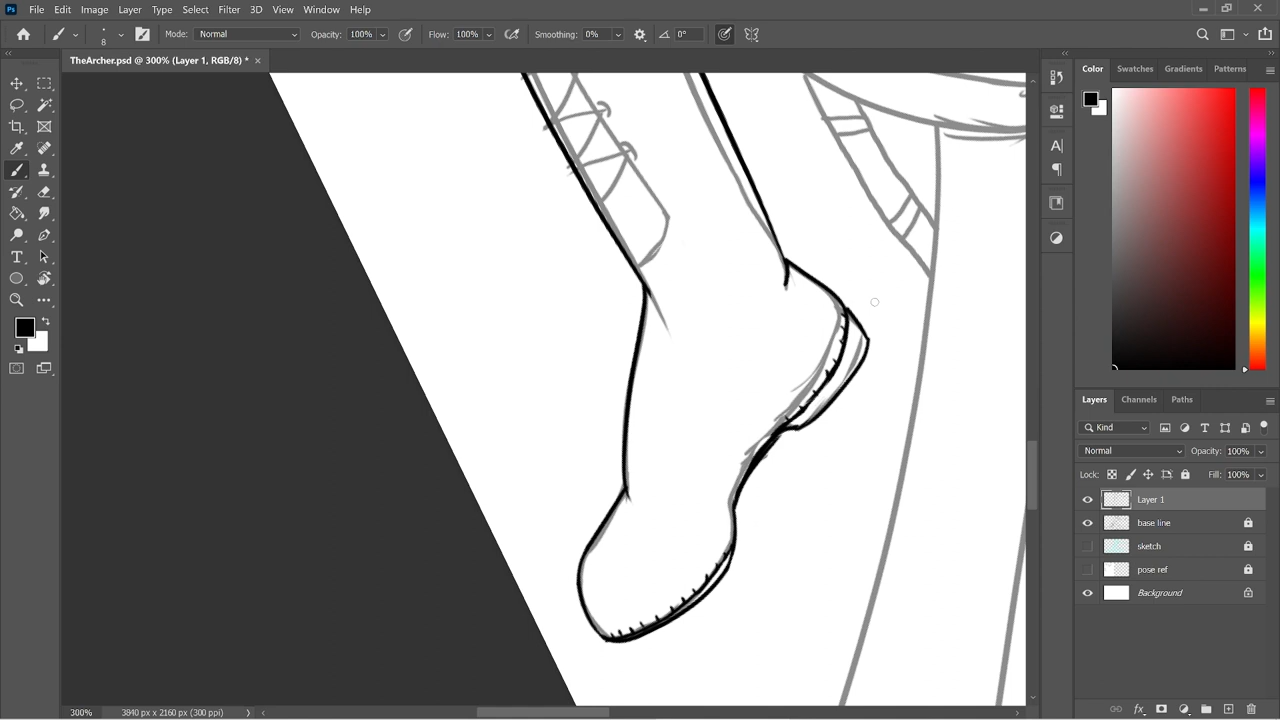 Ps File Edit Image Layer Type Select Filter 3D View Window Help
8 Mode: Normal Opacity: 100% Flow: 100% Smoothing: 0% 0°
TheArcher.psd @ 300% (Layer 1, RGB/8) *
Color Swatches Gradients Patterns
Layers Channels Paths
Kind
Normal Opacity: 100%
Lock: Fill: 100%
Layer 1
base line
sketch
pose ref
Background
300% 3840 px x 2160 px (300 ppi)